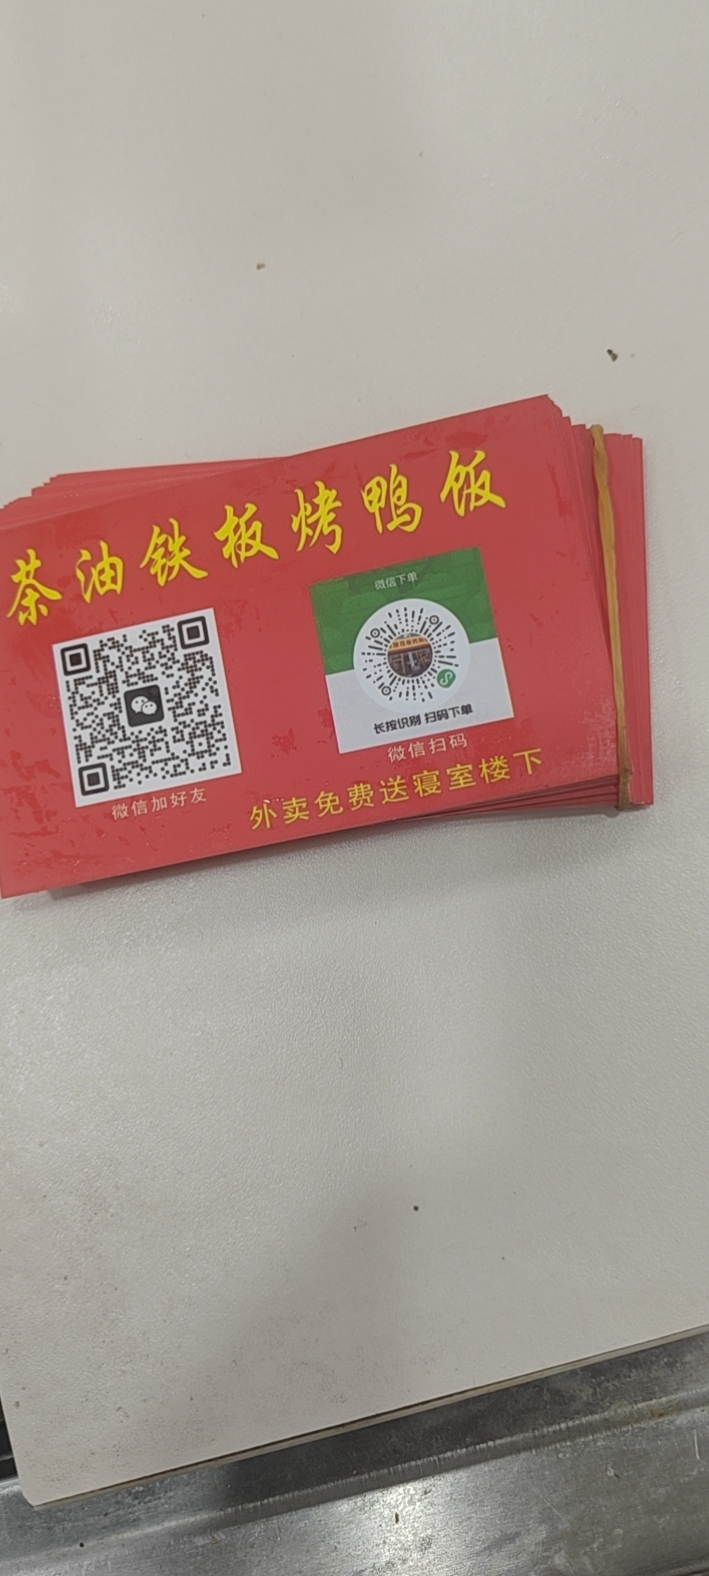 茶油铁板烤鸭饭
微信下单
长按识别 扫码下单
微信加好友
微信扫码
外卖免费送寝室楼下